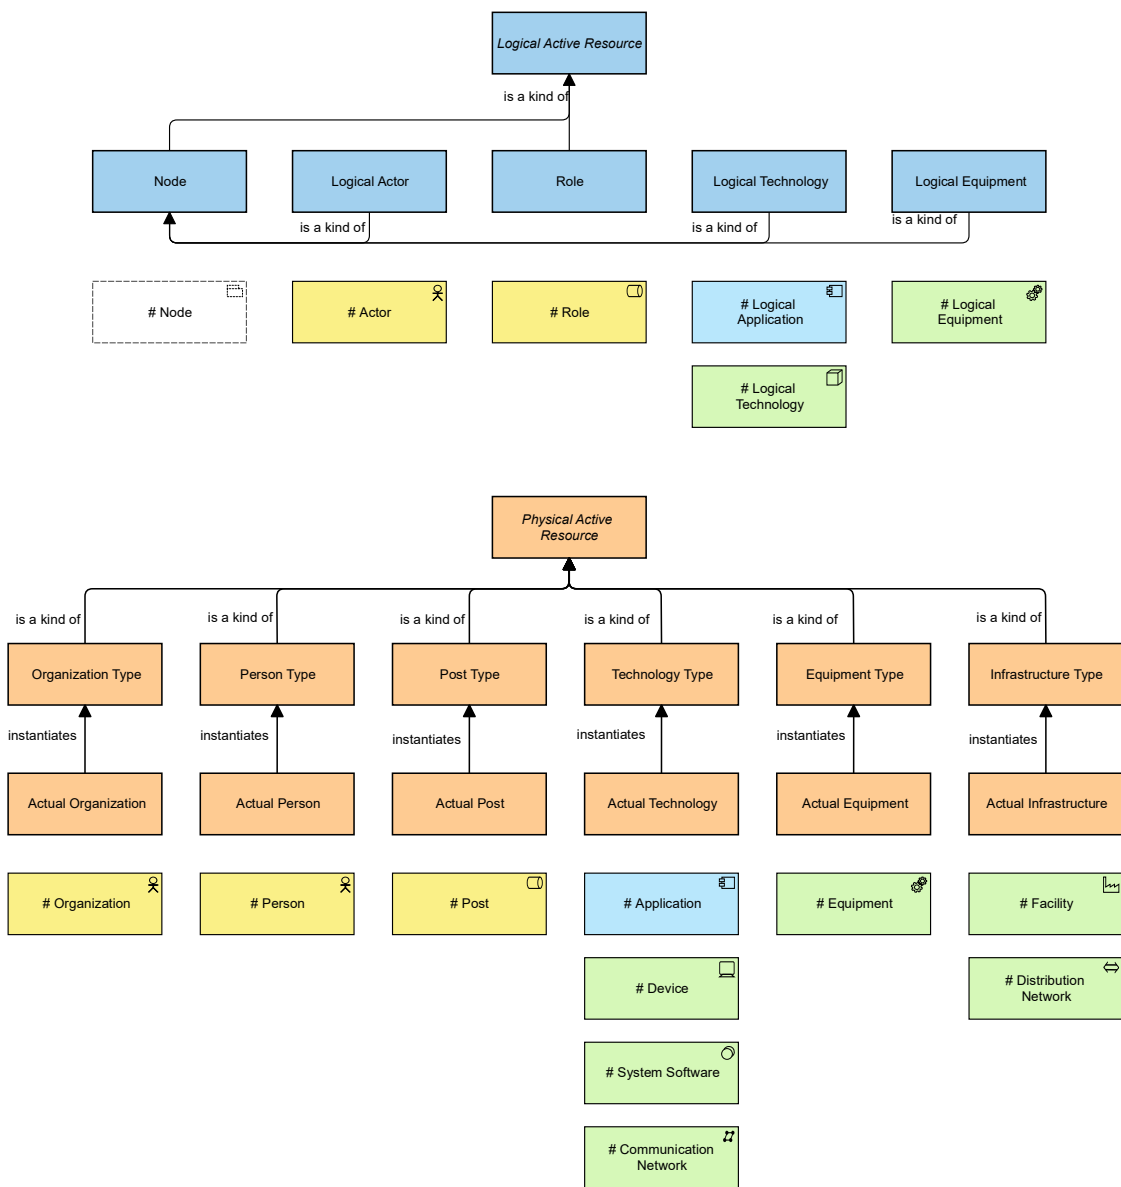 Logical Active Resource
is a kind of
Node
Logical Actor
Role
Logical Technology
Logical Equipment
is a kind of
is a kind of
is a kind of
# Node
# Actor
# Role
# Logical
Application
# Logical
Equipment
# Logical
Technology
Physical Active
Resource
is a kind of
is a kind of
is a kind of
is a kind of
is a kind of
is a kind of
Organization Type
Person Type
Post Type
Technology Type
Equipment Type
Infrastructure Type
instantiates
instantiates
instantiates
instantiates
instantiates
instantiates
Actual Organization
Actual Person
Actual Post
Actual Technology
Actual Equipment
Actual Infrastructure
# Organization
# Person
# Post
# Application
# Equipment
# Facility
# Device
# Distribution
Network
# System Software
# Communication
Network